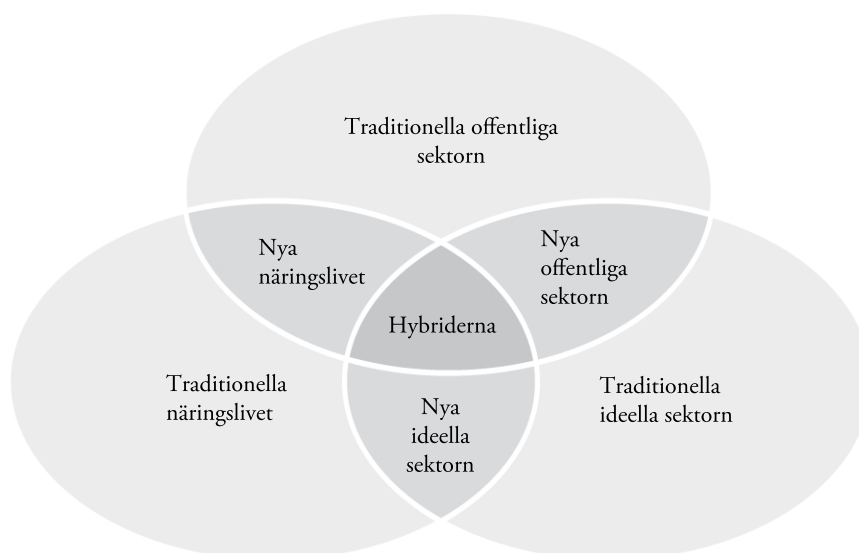 Traditionella offentliga
sektorn
Nya
näringslivet
Nya
offentliga
sektorn
Hybriderna
Traditionella
näringslivet
Traditionella
ideella sektorn
Nya
ideella
sektorn